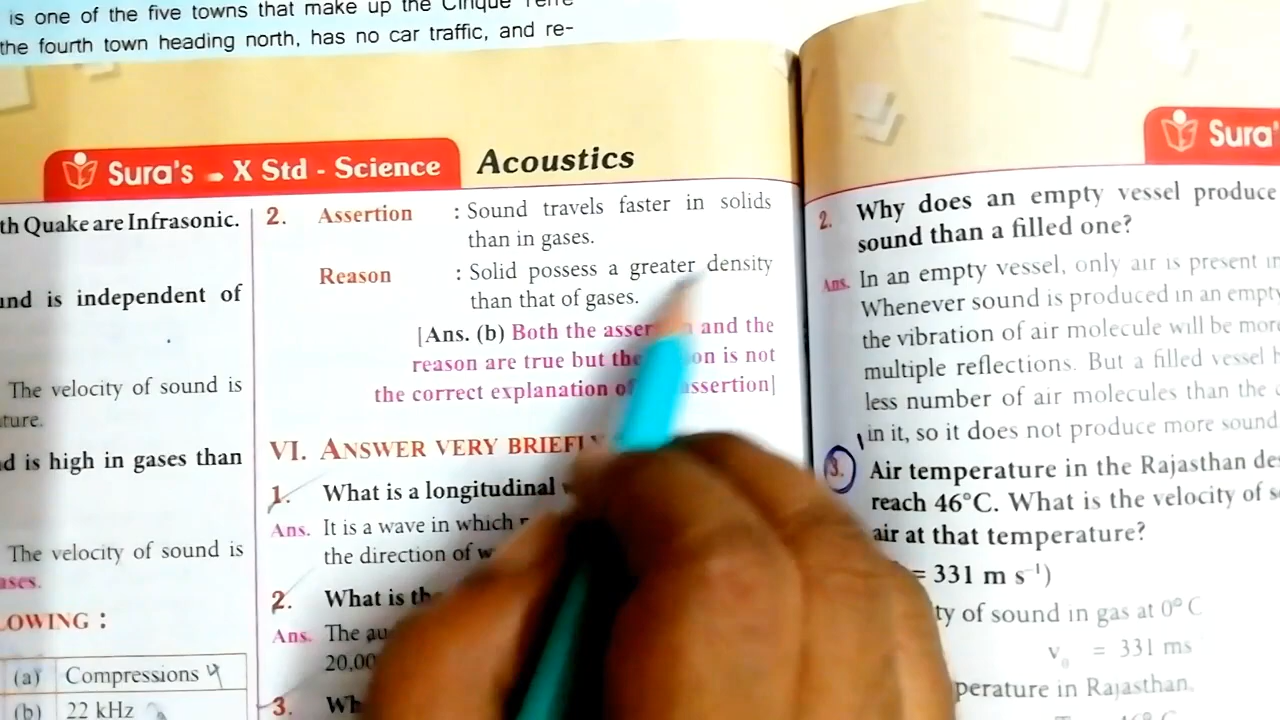 is one of the five towns that make up the Cinque Terre
the fourth town heading north, has no car traffic, and re-
Sura's X Std - Science Acoustics
th Quake are Infrasonic.
und is independent of
The velocity of sound is
ture.
d is high in gases than
The velocity of sound is
ases.
LOWING :
(a) Compressions
(b) 22 kHz
2. Assertion : Sound travels faster in solids
than in gases.
Reason : Solid possess a greater density
than that of gases.
[Ans. (b) Both the asser and the
reason are true but the on is not
the correct explanation of assertion]
VI. ANSWER VERY BRIEFLY
1. What is a longitudinal
Ans. It is a wave in which
the direction of
2. What is th
Ans. The au
20,00
3. Wh
Sura'
2. Why does an empty vessel produce
sound than a filled one?
Ans. In an empty vessel, only air is present in
Whenever sound is produced in an empty
the vibration of air molecule will be more
multiple reflections. But a filled vessel h
less number of air molecules than the
in it, so it does not produce more sound
3. Air temperature in the Rajasthan de
reach 46°C. What is the velocity of s
air at that temperature?
= 331 m s⁻¹)
ty of sound in gas at 0° C
v₀ = 331 ms
perature in Rajasthan,